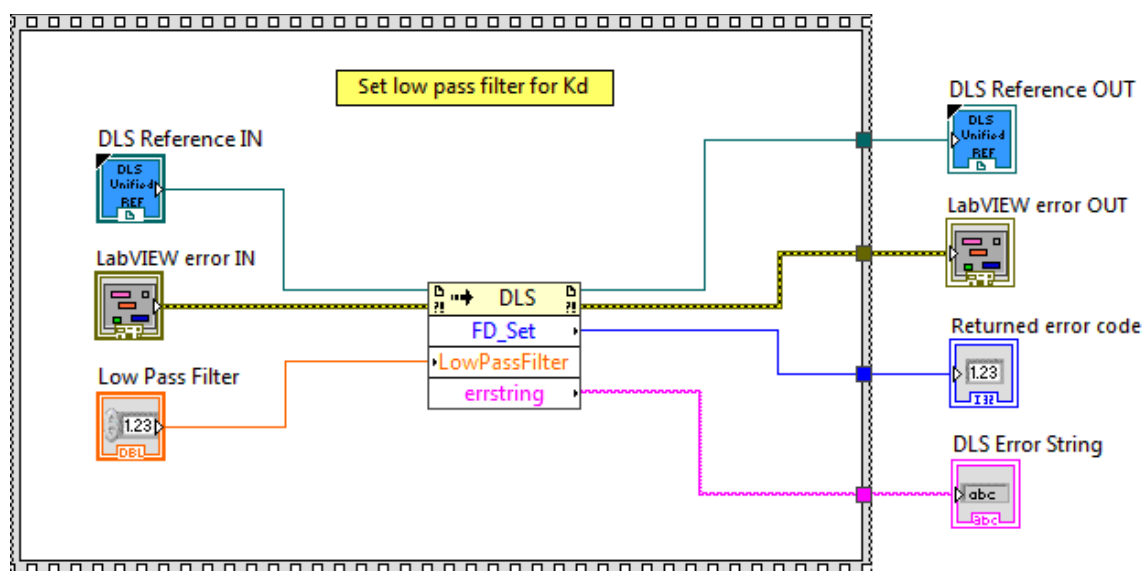 Set low pass filter for Kd
DLS Reference IN
DLS
Unified
REF
LabVIEW error IN
Low Pass Filter
1.23
DBL
DLS
FD_Set
LowPassFilter
errstring
DLS Reference OUT
DLS
Unified
REF
LabVIEW error OUT
Returned error code
1.23
I32
DLS Error String
abc
abc